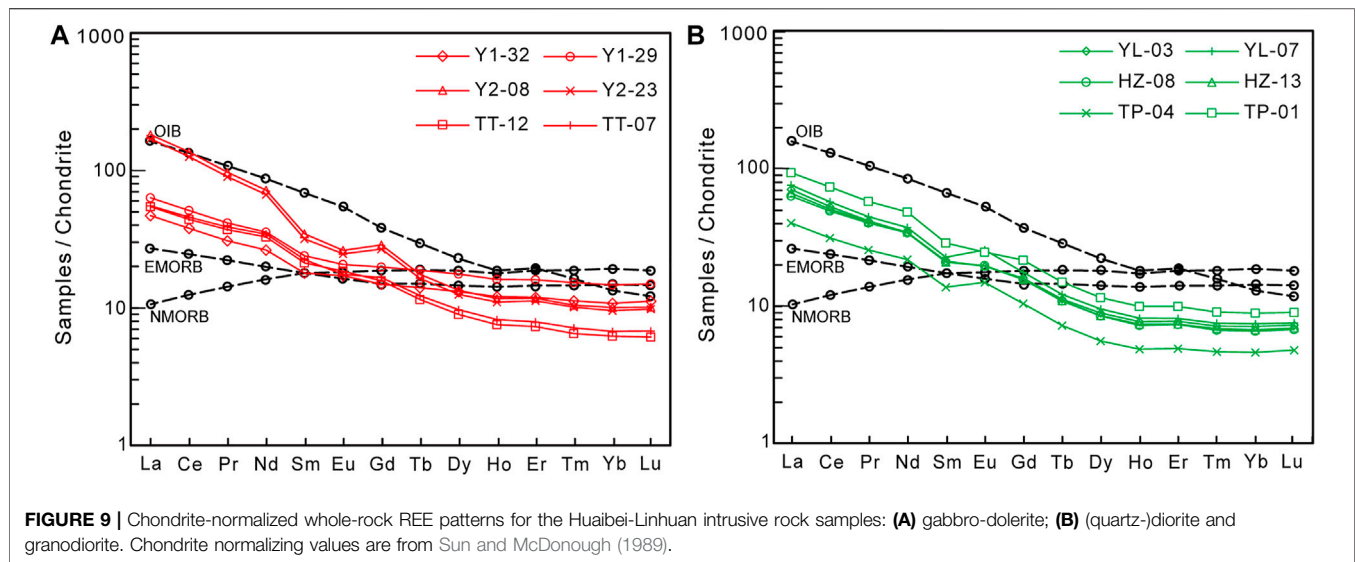 A
1000
100
10
1
Samples / Chondrite
Y1-32
Y1-29
Y2-08
Y2-23
TT-12
TT-07
OIB
EMORB
NMORB
La Ce Pr Nd Sm Eu Gd Tb Dy Ho Er Tm Yb Lu
B
1000
100
10
1
Samples / Chondrite
YL-03
YL-07
HZ-08
HZ-13
TP-04
TP-01
OIB
EMORB
NMORB
La Ce Pr Nd Sm Eu Gd Tb Dy Ho Er Tm Yb Lu
FIGURE 9 | Chondrite-normalized whole-rock REE patterns for the Huaibei-Linhuan intrusive rock samples: (A) gabbro-dolerite; (B) (quartz-)diorite and
granodiorite. Chondrite normalizing values are from Sun and McDonough (1989).